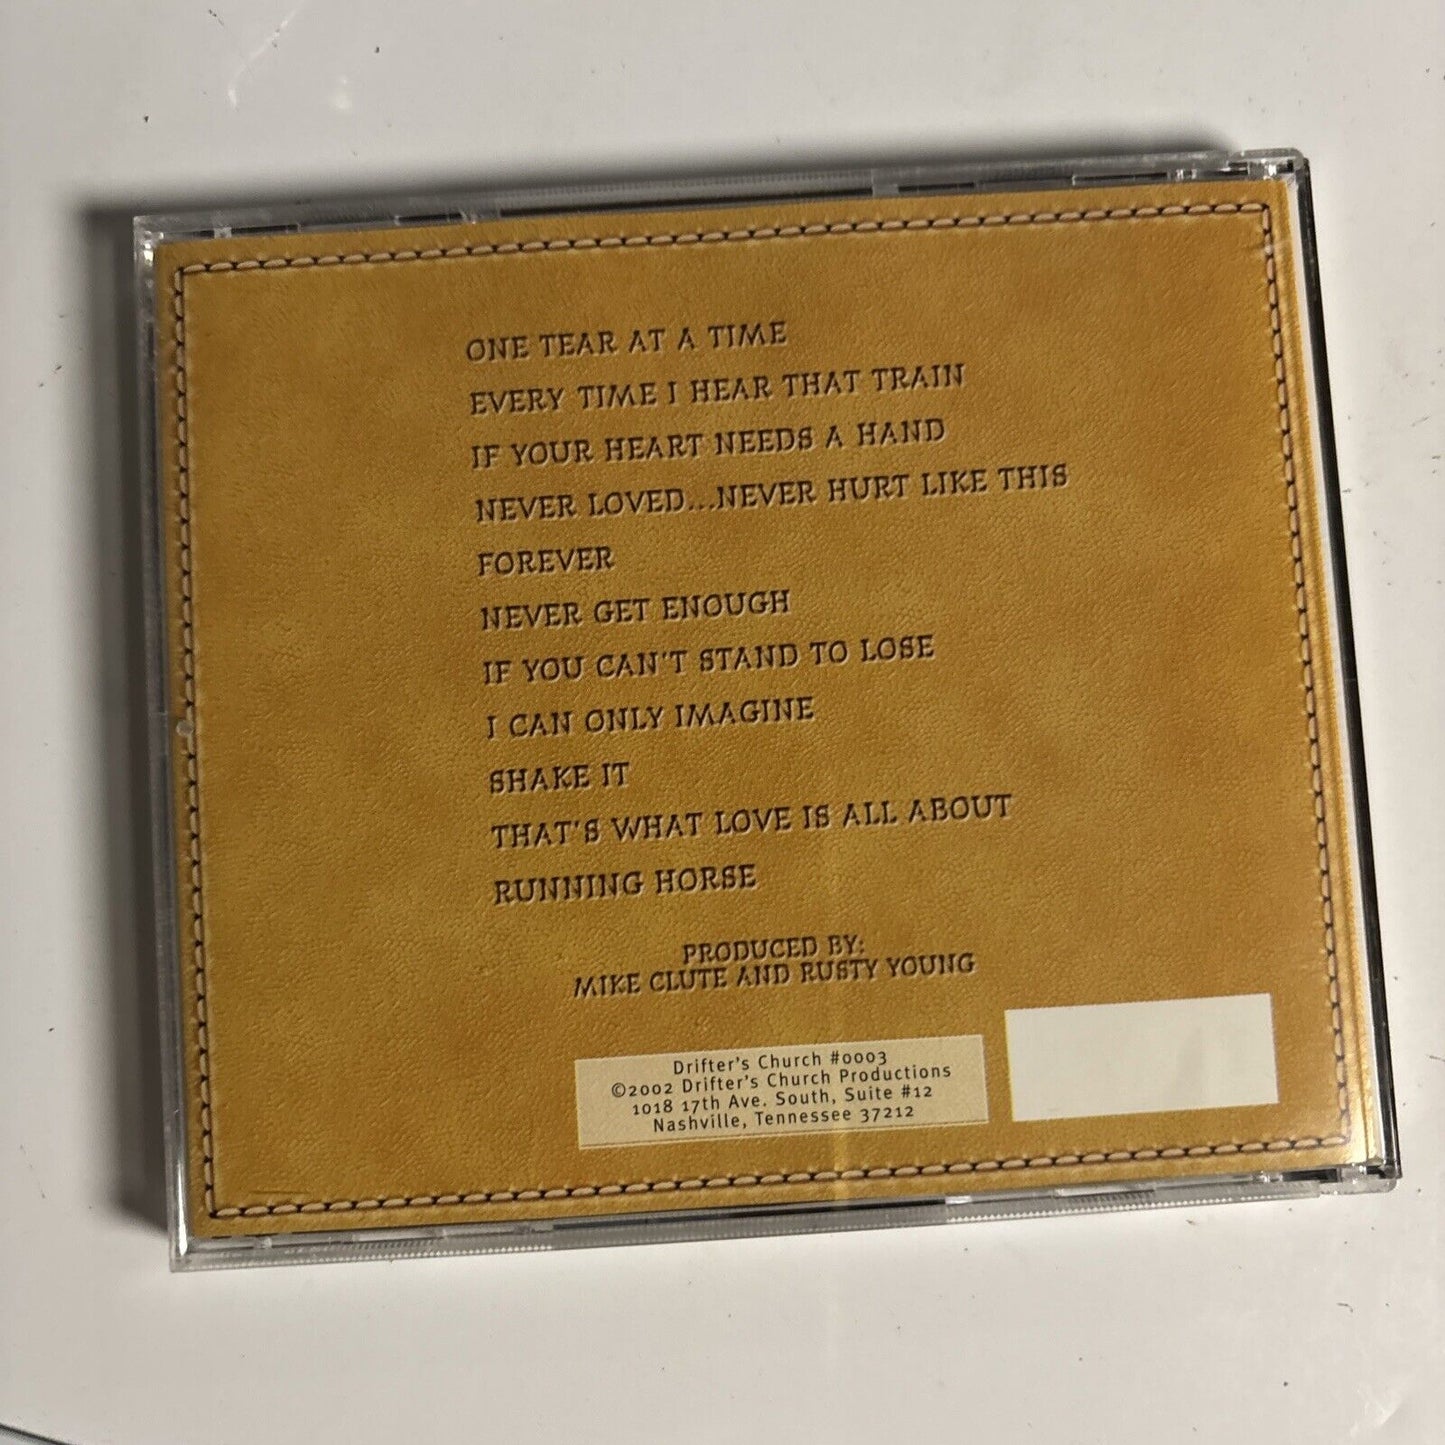 ONE TEAR AT A TIME
EVERY TIME I HEAR THAT TRAIN
IF YOUR HEART NEEDS A HAND
NEVER LOVED...NEVER HURT LIKE THIS
FOREVER
NEVER GET ENOUGH
IF YOU CAN'T STAND TO LOSE
I CAN ONLY IMAGINE
SHAKE IT
THAT'S WHAT LOVE IS ALL ABOUT
RUNNING HORSE
PRODUCED BY:
MIKE CLUTE AND RUSTY YOUNG
Drifter's Church #0003
©2002 Drifter's Church Productions
1018 17th Ave. South, Suite #12
Nashville, Tennessee 37212